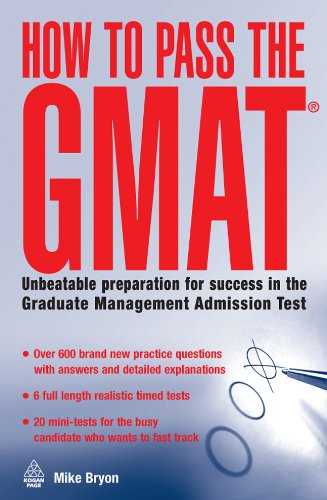 HOW TO PASS THE
GMAT®
Unbeatable preparation for success in the
Graduate Management Admission Test
• Over 600 brand new practice questions
with answers and detailed explanations
• 6 full length realistic timed tests
• 20 mini-tests for the busy
candidate who wants to fast track
KOGAN
PAGE
Mike Bryon